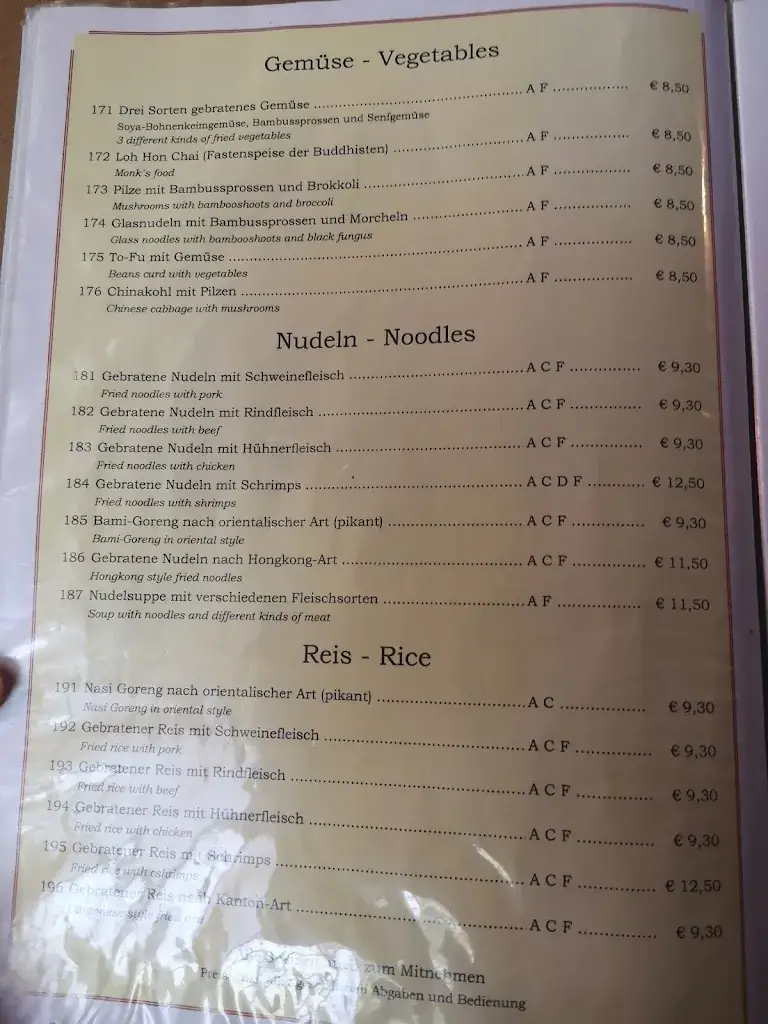 Gemüse - Vegetables
171 Drei Sorten gebratenes Gemüse ........ A F ........ € 8,50
Soya-Bohnenkeimgemüse, Bambussprossen und Senfgemüse
3 different kinds of fried vegetables
172 Loh Hon Chai (Fastenspeise der Buddhisten) ........ A F ........ € 8,50
Monk's food
173 Pilze mit Bambussprossen und Brokkoli ........ A F ........ € 8,50
Mushrooms with bambooshoots and broccoli
174 Glasnudeln mit Bambussprossen und Morcheln ........ A F ........ € 8,50
Glass noodles with bambooshoots and black fungus
175 To-Fu mit Gemüse ........ A F ........ € 8,50
Beans curd with vegetables
176 Chinakohl mit Pilzen ........ A F ........ € 8,50
Chinese cabbage with mushrooms
Nudeln - Noodles
181 Gebratene Nudeln mit Schweinefleisch ........ A C F ........ € 9,30
Fried noodles with pork
182 Gebratene Nudeln mit Rindfleisch ........ A C F ........ € 9,30
Fried noodles with beef
183 Gebratene Nudeln mit Hühnerfleisch ........ A C F ........ € 9,30
Fried noodles with chicken
184 Gebratene Nudeln mit Schrimps ........ A C D F ........ € 12,50
Fried noodles with shrimps
185 Bami-Goreng nach orientalischer Art (pikant) ........ A C F ........ € 9,30
Bami-Goreng in oriental style
186 Gebratene Nudeln nach Hongkong-Art ........ A C F ........ € 11,50
Hongkong style fried noodles
187 Nudelsuppe mit verschiedenen Fleischsorten ........ A F ........ € 11,50
Soup with noodles and different kinds of meat
Reis - Rice
191 Nasi Goreng nach orientalischer Art (pikant) ........ A C ........ € 9,30
Nasi Goreng in oriental style
192 Gebratener Reis mit Schweinefleisch ........ A C F ........ € 9,30
Fried rice with pork
193 Gebratener Reis mit Rindfleisch ........ A C F ........ € 9,30
Fried rice with beef
194 Gebratener Reis mit Hühnerfleisch ........ A C F ........ € 9,30
Fried rice with chicken
195 Gebratener Reis mit Schrimps ........ A C F ........ € 12,50
Fried rice with
196 Gebratener Reis nach Kanton-Art ........ A C F ........ € 9,30
style fried rice
zum Mitnehmen
Abgaben und Bedienung